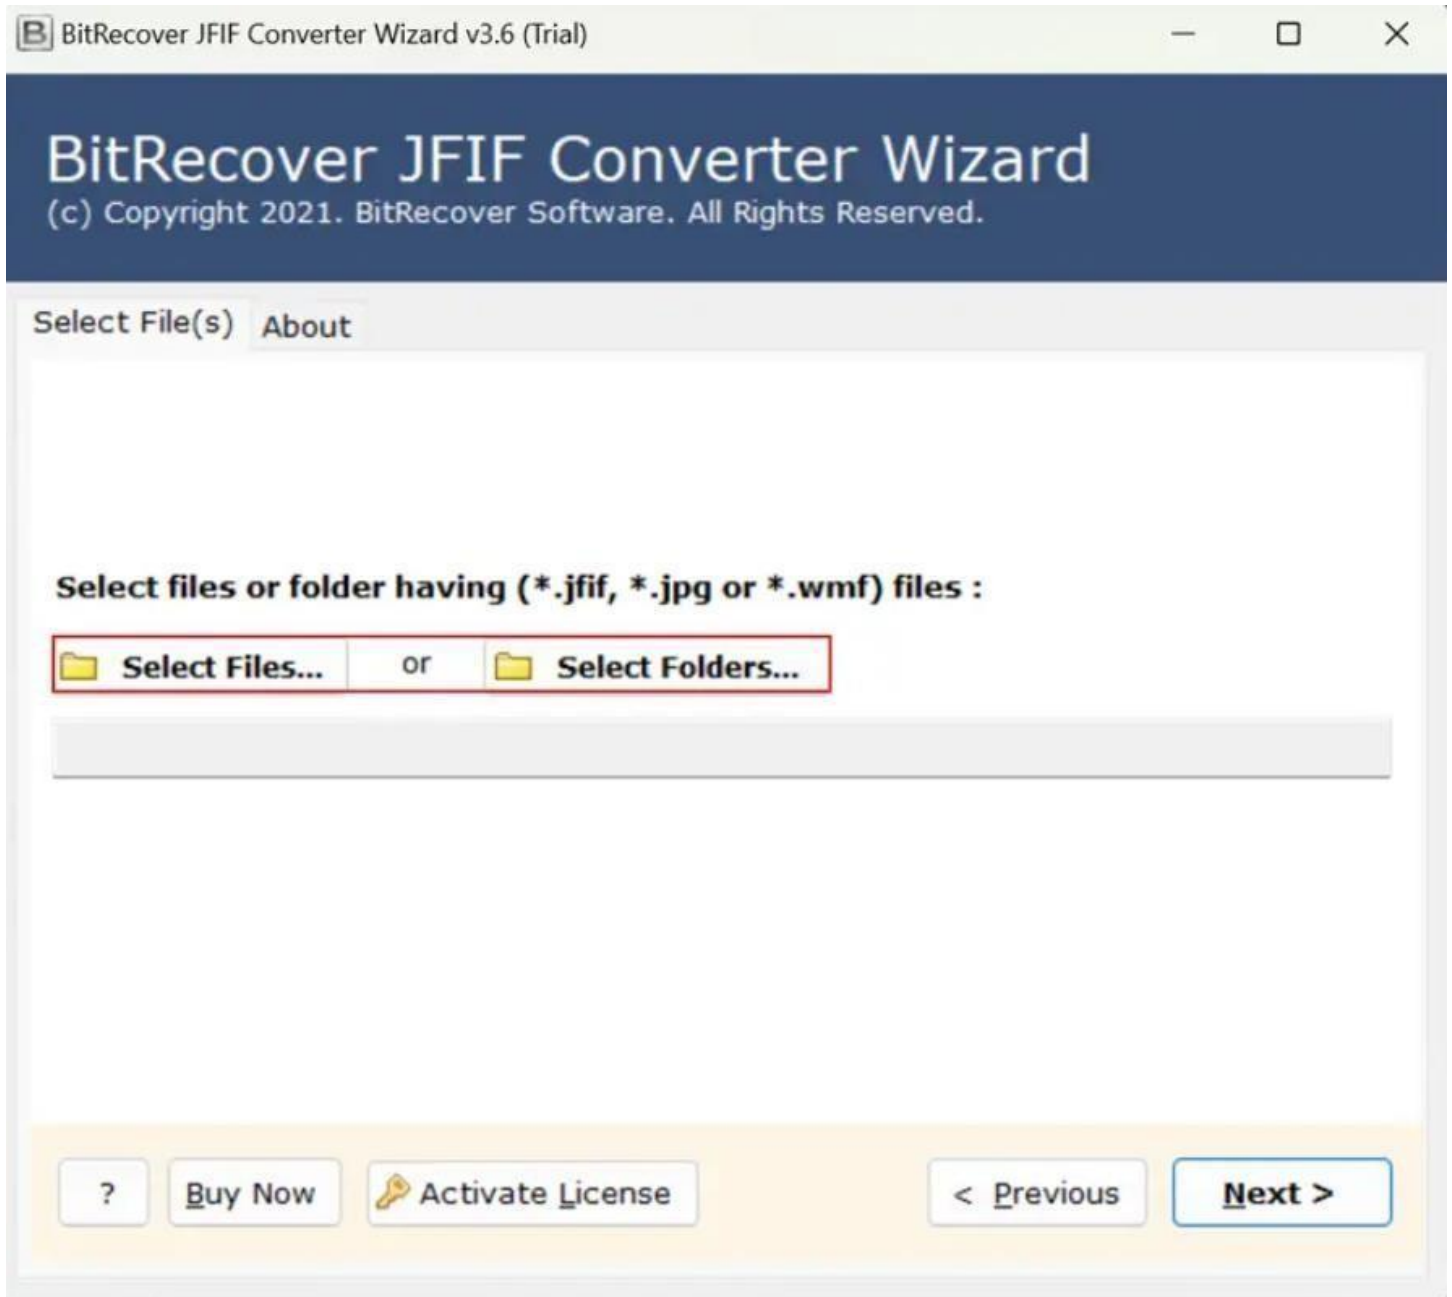 BitRecover JFIF Converter Wizard v3.6 (Trial)
BitRecover JFIF Converter Wizard
(c) Copyright 2021. BitRecover Software. All Rights Reserved.
Select File(s) About
Select files or folder having (*.jfif, *.jpg or *.wmf) files :
Select Files... or Select Folders...
? Buy Now Activate License < Previous Next >